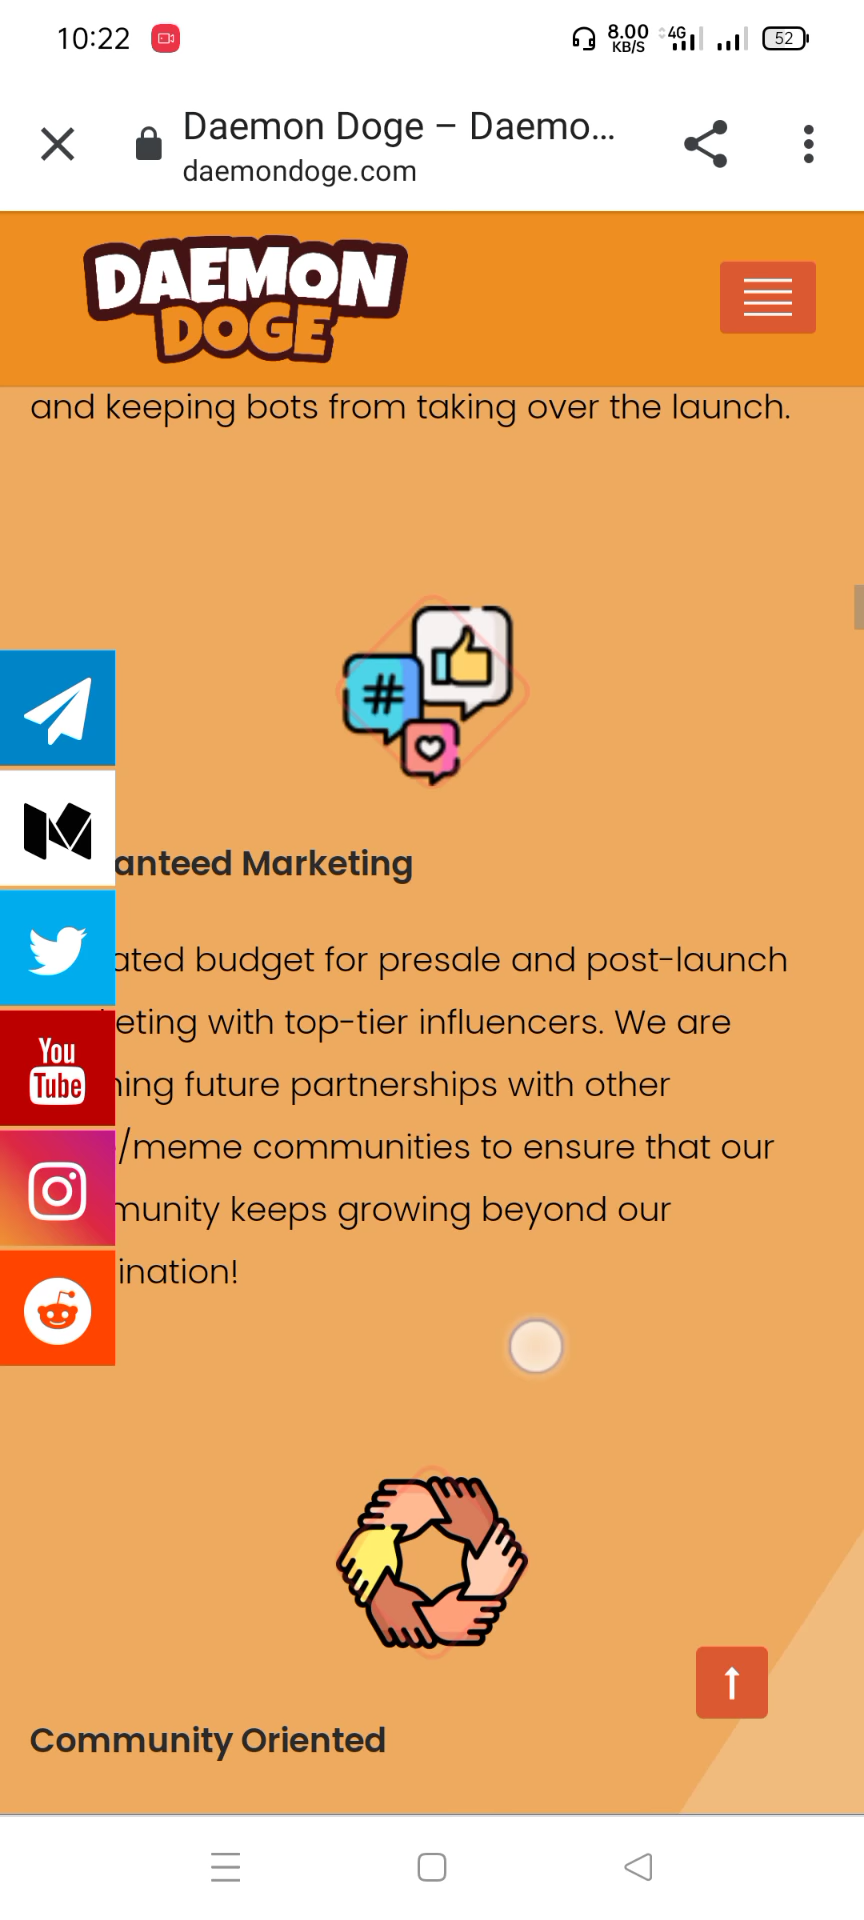 10:22
8.00
KB/S
4G
52
Daemon Doge – Daemo...
daemondoge.com
DAEMON
DOGE
and keeping bots from taking over the launch.
#
anteed Marketing
ated budget for presale and post-launch
eting with top-tier influencers. We are
ning future partnerships with other
/meme communities to ensure that our
munity keeps growing beyond our
ination!
You
Tube
Community Oriented